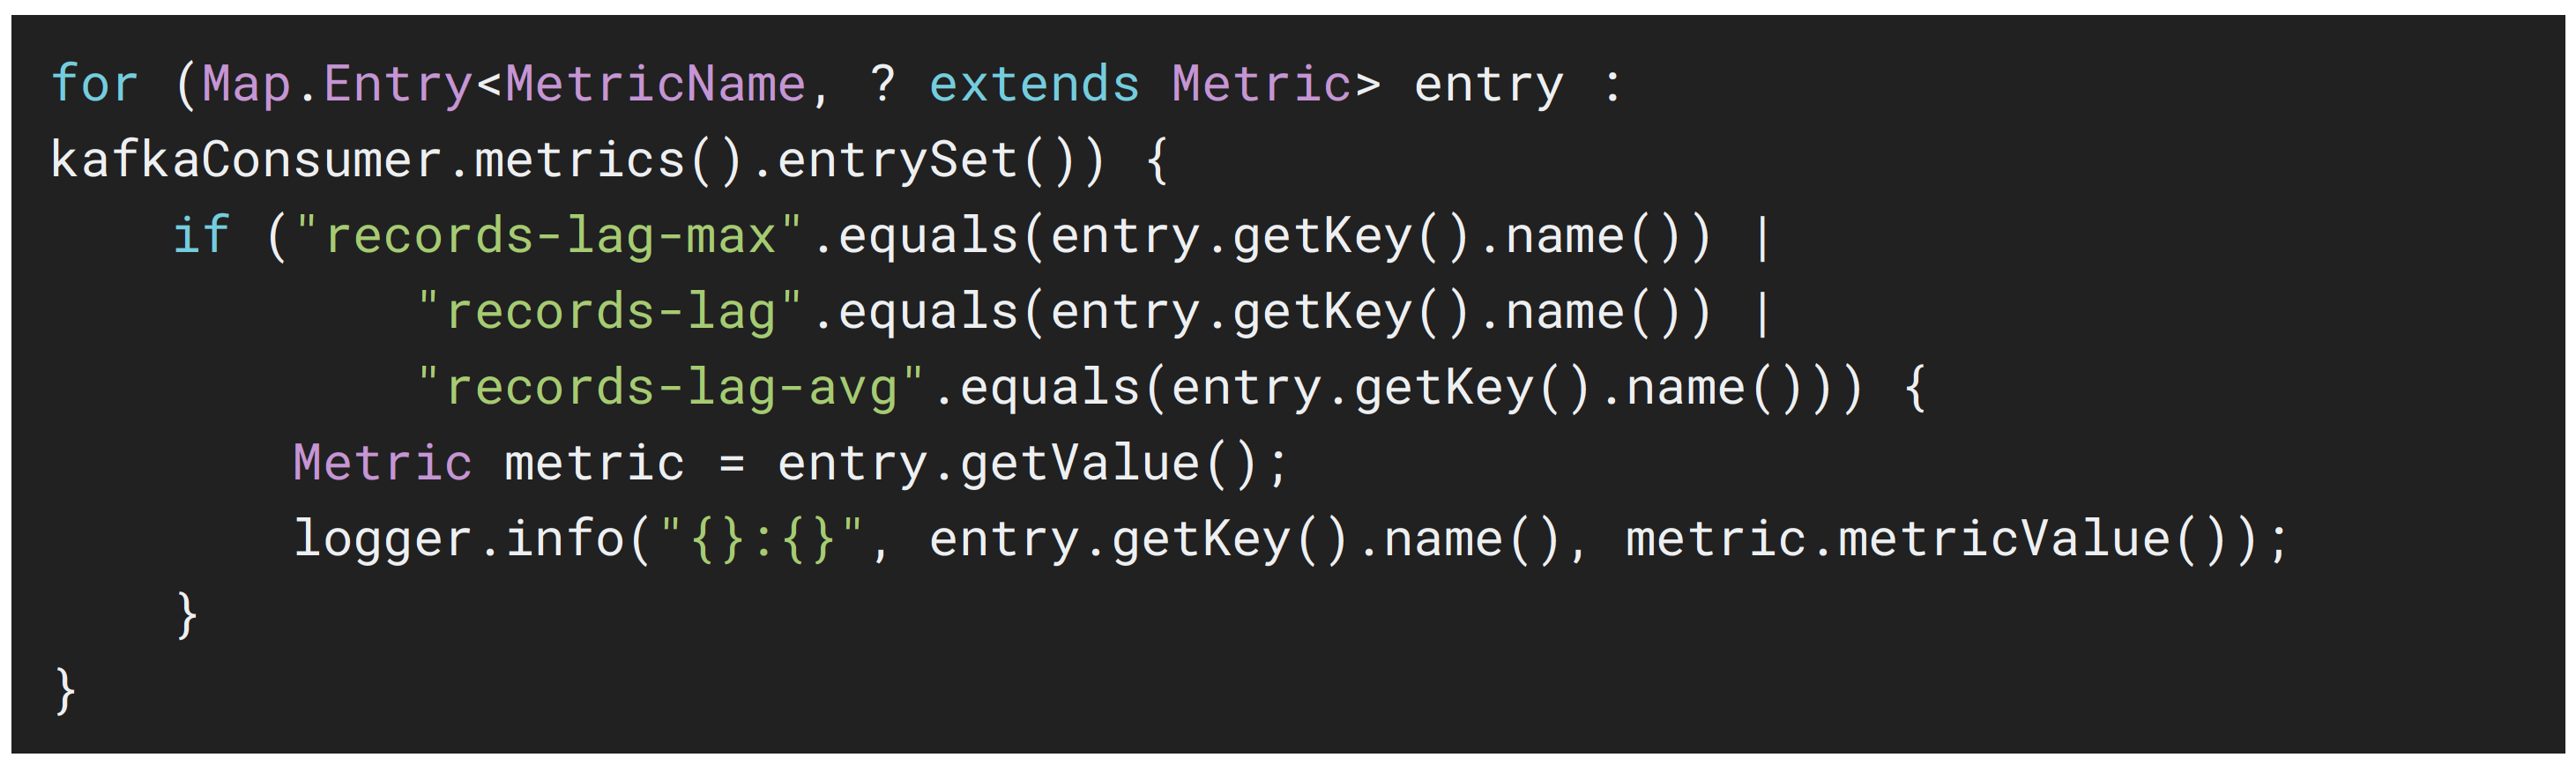 for (Map.Entry<MetricName, ? extends Metric> entry :
kafkaConsumer.metrics().entrySet()) {
    if ("records-lag-max".equals(entry.getKey().name()) |
            "records-lag".equals(entry.getKey().name()) |
            "records-lag-avg".equals(entry.getKey().name())) {
        Metric metric = entry.getValue();
        logger.info("{}:{}", entry.getKey().name(), metric.metricValue());
    }
}